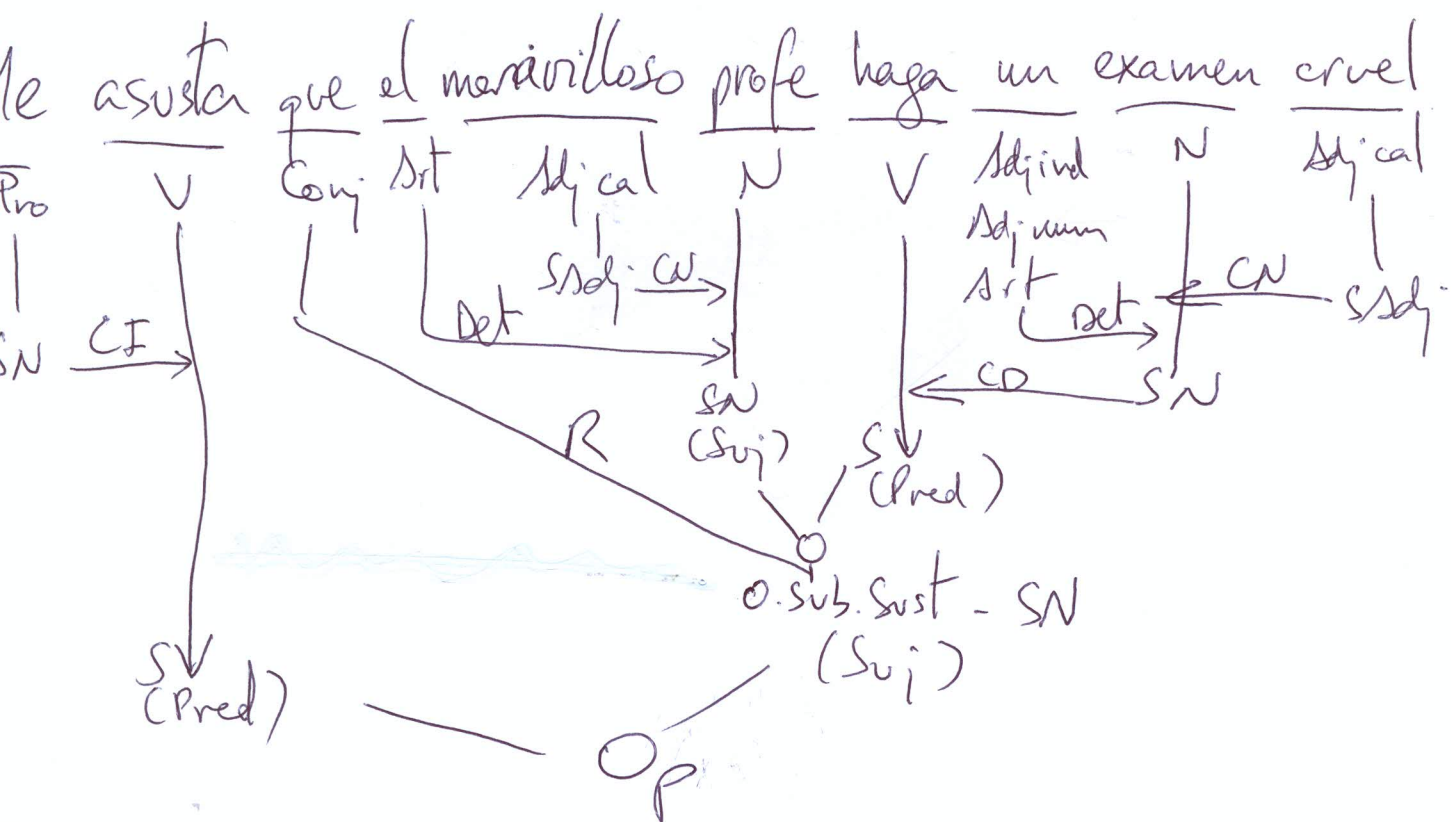 le asusta que el meravilloso profe haga un examen cruel
Pro V Conj Art Adj cal N V Adj ind N Adj cal
Adj num
SAdj CN Art Det CN SAdj
SN CI Det
SN CD SN
(Suj) SV
R (Pred)
O. Sub. Sust - SN
(Suj)
SV
(Pred)
Op